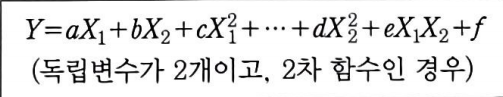 Y=aX₁+bX₂+cX₁²+⋯+dX₂²+eX₁X₂+f
(독립변수가 2개이고, 2차 함수인 경우)